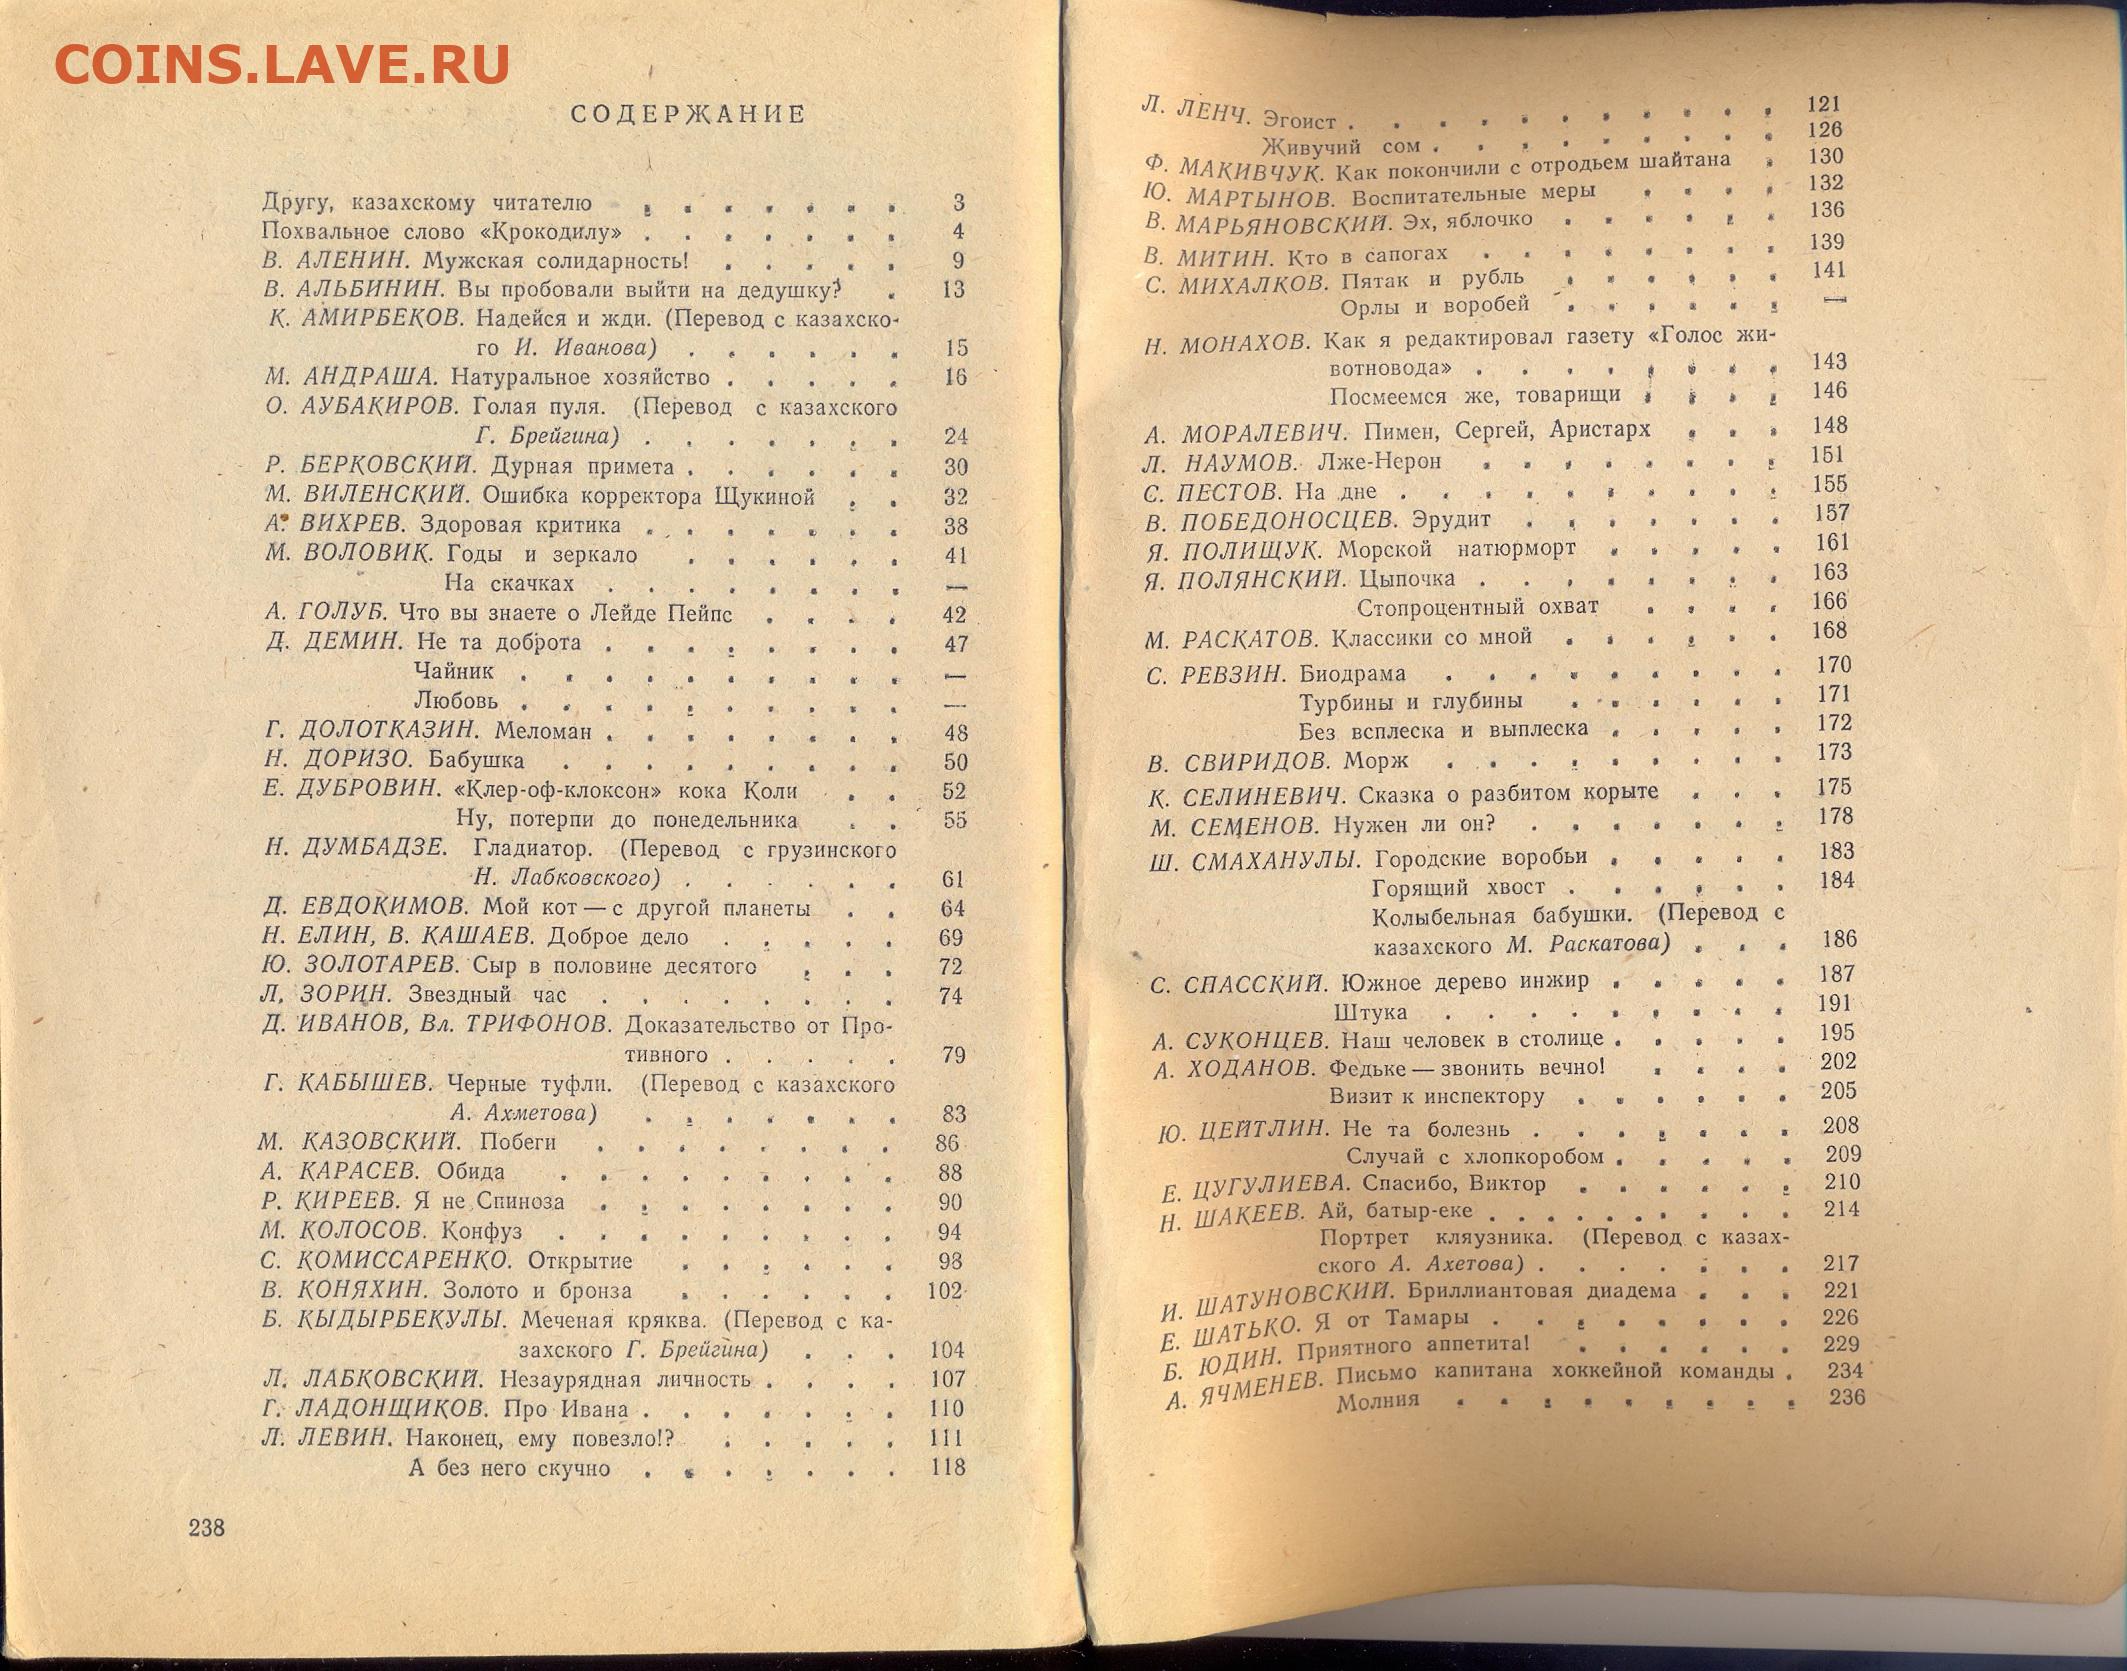 COINS.LAVE.RU
СОДЕРЖАНИЕ
Другу, казахскому читателю . . . . . . . 3
Похвальное слово «Крокодилу» . . . . . . . 4
В. АЛЕНИН. Мужская солидарность! . . . . . 9
В. АЛЬБИНИН. Вы пробовали выйти на дедушку? . 13
К. АМИРБЕКОВ. Надейся и жди. (Перевод с казахско-
го И. Иванова) . . . . . . 15
М. АНДРАША. Натуральное хозяйство . . . . . 16
О. АУБАКИРОВ. Голая пуля. (Перевод с казахского
Г. Брейгина) . . . . . . . 24
Р. БЕРКОВСКИЙ. Дурная примета . . . . . . 30
М. ВИЛЕНСКИЙ. Ошибка корректора Щукиной . . 32
А. ВИХРЕВ. Здоровая критика . . . . . . . 38
М. ВОЛОВИК. Годы и зеркало . . . . . . 41
На скачках . . . . . . . . —
А. ГОЛУБ. Что вы знаете о Лейде Пейпс . . . . 42
Д. ДЕМИН. Не та доброта . . . . . . . . 47
Чайник . . . . . . . . . . —
Любовь . . . . . . . . . . —
Г. ДОЛОТКАЗИН. Меломан . . . . . . . . 48
Н. ДОРИЗО. Бабушка . . . . . . . . . 50
Е. ДУБРОВИН. «Клер-оф-клоксон» кока Коли . . 52
Ну, потерпи до понедельника . . 55
Н. ДУМБАДЗЕ. Гладиатор. (Перевод с грузинского
Н. Лабковского) . . . . . . 61
Д. ЕВДОКИМОВ. Мой кот — с другой планеты . . 64
Н. ЕЛИН, В. КАШАЕВ. Доброе дело . . . . . 69
Ю. ЗОЛОТАРЕВ. Сыр в половине десятого . . . 72
Л. ЗОРИН. Звездный час . . . . . . . . 74
Д. ИВАНОВ, Вл. ТРИФОНОВ. Доказательство от Про-
тивного . . . . . 79
Г. КАБЫШЕВ. Черные туфли. (Перевод с казахского
А. Ахметова) . . . . . . . 83
М. КАЗОВСКИЙ. Побеги . . . . . . . . 86
А. КАРАСЕВ. Обида . . . . . . . . . 88
Р. КИРЕЕВ. Я не Спиноза . . . . . . . . 90
М. КОЛОСОВ. Конфуз . . . . . . . . . 94
С. КОМИССАРЕНКО. Открытие . . . . . . 98
В. КОНЯХИН. Золото и бронза . . . . . . 102
Б. КЫДЫРБЕКУЛЫ. Меченая кряква. (Перевод с ка-
захского Г. Брейгина) . . . 104
Л. ЛАБКОВСКИЙ. Незаурядная личность . . . . 107
Г. ЛАДОНЩИКОВ. Про Ивана . . . . . . . 110
Л. ЛЕВИН. Наконец, ему повезло!? . . . . . 111
А без него скучно . . . . . . . 118
238
Л. ЛЕНЧ. Эгоист . . . . . . . . . . . 121
Живучий сом . . . . . . . . . 126
Ф. МАКИВЧУК. Как покончили с отродьем шайтана . 130
Ю. МАРТЫНОВ. Воспитательные меры . . . . 132
В. МАРЬЯНОВСКИЙ. Эх, яблочко . . . . . . 136
В. МИТИН. Кто в сапогах . . . . . . . . 139
С. МИХАЛКОВ. Пятак и рубль . . . . . . 141
Орлы и воробей . . . . . . —
Н. МОНАХОВ. Как я редактировал газету «Голос жи-
вотновода» . . . . . . . . 143
Посмеемся же, товарищи . . . . 146
А. МОРАЛЕВИЧ. Пимен, Сергей, Аристарх . . . 148
Л. НАУМОВ. Лже-Нерон . . . . . . . . 151
С. ПЕСТОВ. На дне . . . . . . . . . . 155
В. ПОБЕДОНОСЦЕВ. Эрудит . . . . . . . 157
Я. ПОЛИЩУК. Морской натюрморт . . . . . 161
Я. ПОЛЯНСКИЙ. Цыпочка . . . . . . . . 163
Стопроцентный охват . . . . 166
М. РАСКАТОВ. Классики со мной . . . . . . 168
С. РЕВЗИН. Биодрама . . . . . . . . . 170
Турбины и глубины . . . . . . 171
Без всплеска и выплеска . . . . . 172
В. СВИРИДОВ. Морж . . . . . . . . . 173
К. СЕЛИНЕВИЧ. Сказка о разбитом корыте . . . 175
М. СЕМЕНОВ. Нужен ли он? . . . . . . . 178
Ш. СМАХАНУЛЫ. Городские воробьи . . . . . 183
Горящий хвост . . . . . . 184
Колыбельная бабушки. (Перевод с
казахского М. Раскатова) . . . 186
С. СПАССКИЙ. Южное дерево инжир . . . . . 187
Штука . . . . . . . . . 191
А. СУКОНЦЕВ. Наш человек в столице . . . . . 195
А. ХОДАНОВ. Федьке — звонить вечно! . . . . 202
Визит к инспектору . . . . . . 205
Ю. ЦЕЙТЛИН. Не та болезнь . . . . . . . 208
Случай с хлопкоробом . . . . . 209
Е. ЦУГУЛИЕВА. Спасибо, Виктор . . . . . . 210
Н. ШАКЕЕВ. Ай, батыр-еке . . . . . . . . 214
Портрет кляузника. (Перевод с казах-
ского А. Ахетова) . . . . . . . 217
И. ШАТУНОВСКИЙ. Бриллиантовая диадема . . . 221
Е. ШАТЬКО. Я от Тамары . . . . . . . . 226
Б. ЮДИН. Приятного аппетита! . . . . . . 229
А. ЯЧМЕНЕВ. Письмо капитана хоккейной команды . 234
Молния . . . . . . . . . 236